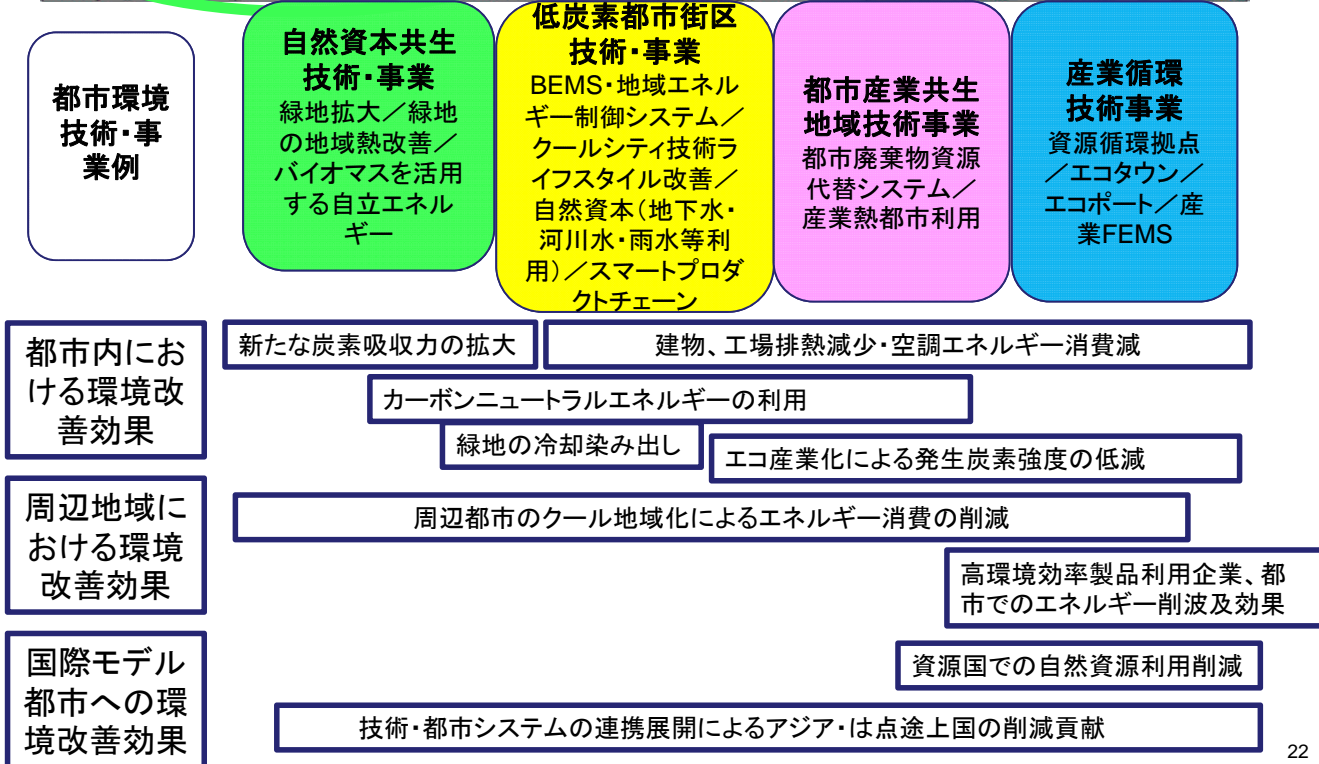 都市環境
技術・事
業例
自然資本共生
技術・事業
緑地拡大／緑地
の地域熱改善／
バイオマスを活用
する自立エネル
ギー
低炭素都市街区
技術・事業
BEMS・地域エネル
ギー制御システム／
クールシティ技術ラ
イフスタイル改善／
自然資本（地下水・
河川水・雨水等利
用）／スマートプロダ
クトチェーン
都市産業共生
地域技術事業
都市廃棄物資源
代替システム／
産業熱都市利用
産業循環
技術事業
資源循環拠点
／エコタウン／
エコポート／産
業FEMS
都市内にお
ける環境改
善効果
新たな炭素吸収力の拡大
建物、工場排熱減少・空調エネルギー消費減
カーボンニュートラルエネルギーの利用
緑地の冷却染み出し
エコ産業化による発生炭素強度の低減
周辺地域に
おける環境
改善効果
周辺都市のクール地域化によるエネルギー消費の削減
高環境効率製品利用企業、都
市でのエネルギー削波及効果
国際モデル
都市への環
境改善効果
資源国での自然資源利用削減
技術・都市システムの連携展開によるアジア・は点途上国の削減貢献
22